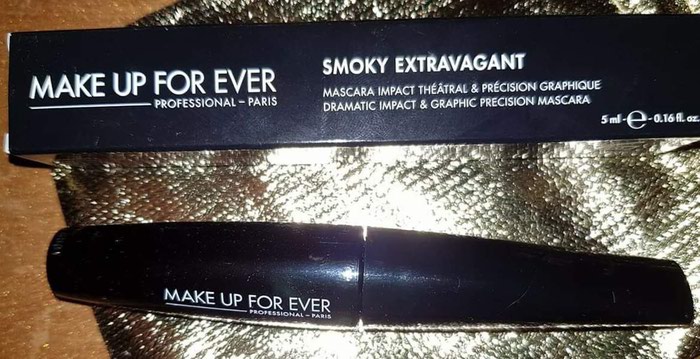 MAKE UP FOR EVER
PROFESSIONAL – PARIS
SMOKY EXTRAVAGANT
MASCARA IMPACT THÉÂTRAL & PRÉCISION GRAPHIQUE
DRAMATIC IMPACT & GRAPHIC PRECISION MASCARA
5 ml - ℮ - 0.16 fl. oz.
MAKE UP FOR EVER
PROFESSIONAL – PARIS